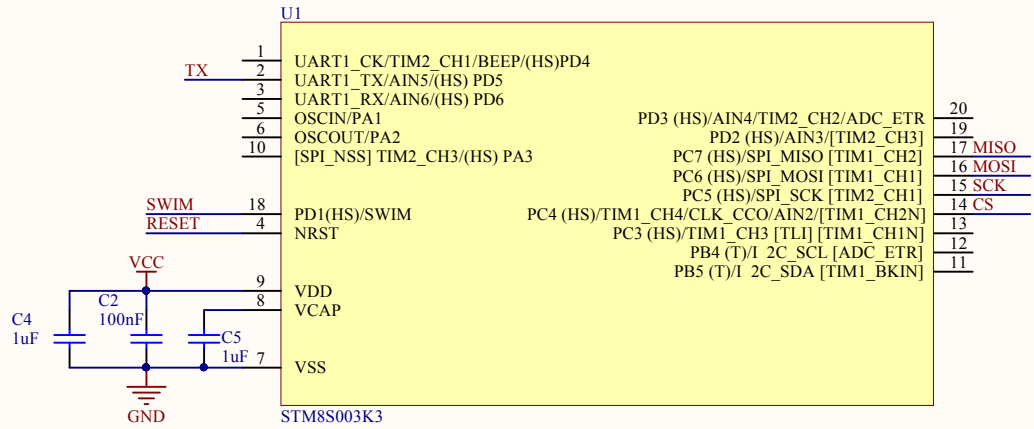 U1
1 UART1_CK/TIM2_CH1/BEEP/(HS)PD4
TX 2 UART1_TX/AIN5/(HS) PD5
3 UART1_RX/AIN6/(HS) PD6
5 OSCIN/PA1
6 OSCOUT/PA2
10 [SPI_NSS] TIM2_CH3/(HS) PA3
SWIM 18 PD1(HS)/SWIM
RESET 4 NRST
VCC
9 VDD
8 VCAP
C4
1uF
C2
100nF
C5
1uF
7 VSS
GND
PD3 (HS)/AIN4/TIM2_CH2/ADC_ETR 20
PD2 (HS)/AIN3/[TIM2_CH3] 19
PC7 (HS)/SPI_MISO [TIM1_CH2] 17 MISO
PC6 (HS)/SPI_MOSI [TIM1_CH1] 16 MOSI
PC5 (HS)/SPI_SCK [TIM2_CH1] 15 SCK
PC4 (HS)/TIM1_CH4/CLK_CCO/AIN2/[TIM1_CH2N] 14 CS
PC3 (HS)/TIM1_CH3 [TLI] [TIM1_CH1N] 13
PB4 (T)/I 2C_SCL [ADC_ETR] 12
PB5 (T)/I 2C_SDA [TIM1_BKIN] 11
STM8S003K3